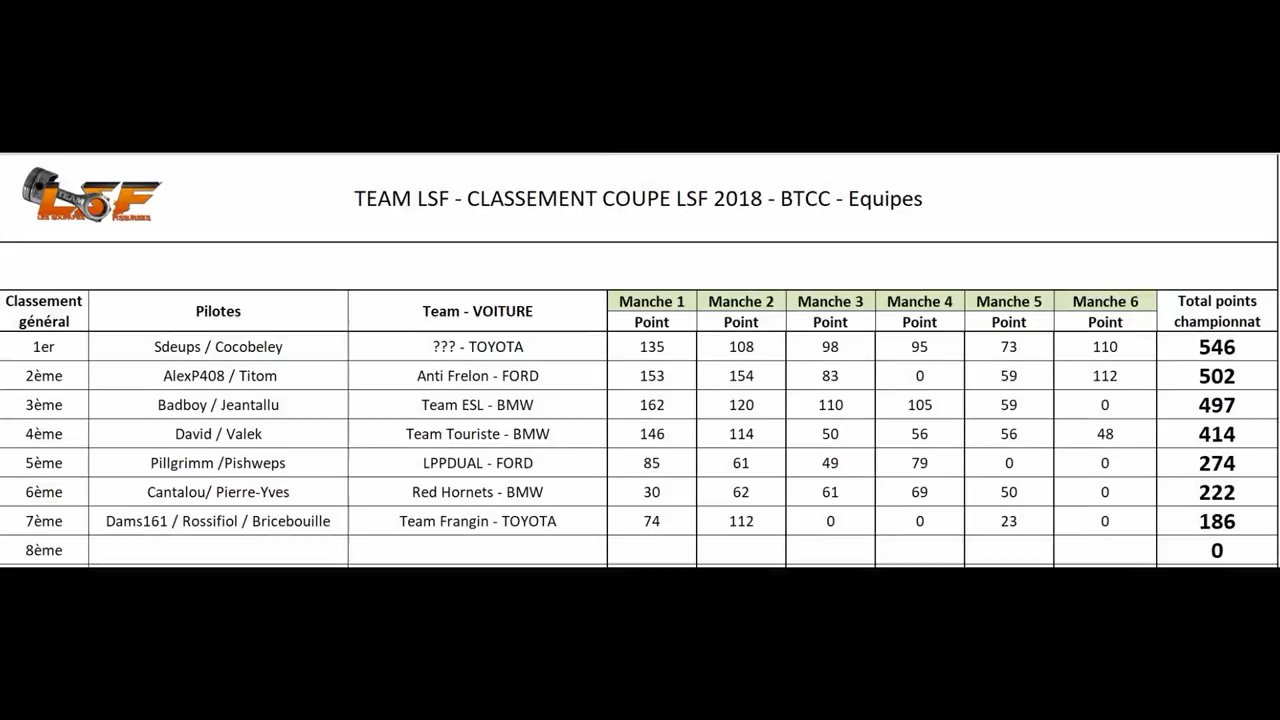 TEAM LSF
TEAM LSF - CLASSEMENT COUPE LSF 2018 - BTCC - Equipes
Classement général Pilotes Team - VOITURE Manche 1 Manche 2 Manche 3 Manche 4 Manche 5 Manche 6 Total points championnat
Point Point Point Point Point Point
1er Sdeups / Cocobeley ??? - TOYOTA 135 108 98 95 73 110 546
2ème AlexP408 / Titom Anti Frelon - FORD 153 154 83 0 59 112 502
3ème Badboy / Jeantallu Team ESL - BMW 162 120 110 105 59 0 497
4ème David / Valek Team Touriste - BMW 146 114 50 56 56 48 414
5ème Pillgrimm /Pishweps LPPDUAL - FORD 85 61 49 79 0 0 274
6ème Cantalou/ Pierre-Yves Red Hornets - BMW 30 62 61 69 50 0 222
7ème Dams161 / Rossifiol / Bricebouille Team Frangin - TOYOTA 74 112 0 0 23 0 186
8ème 0